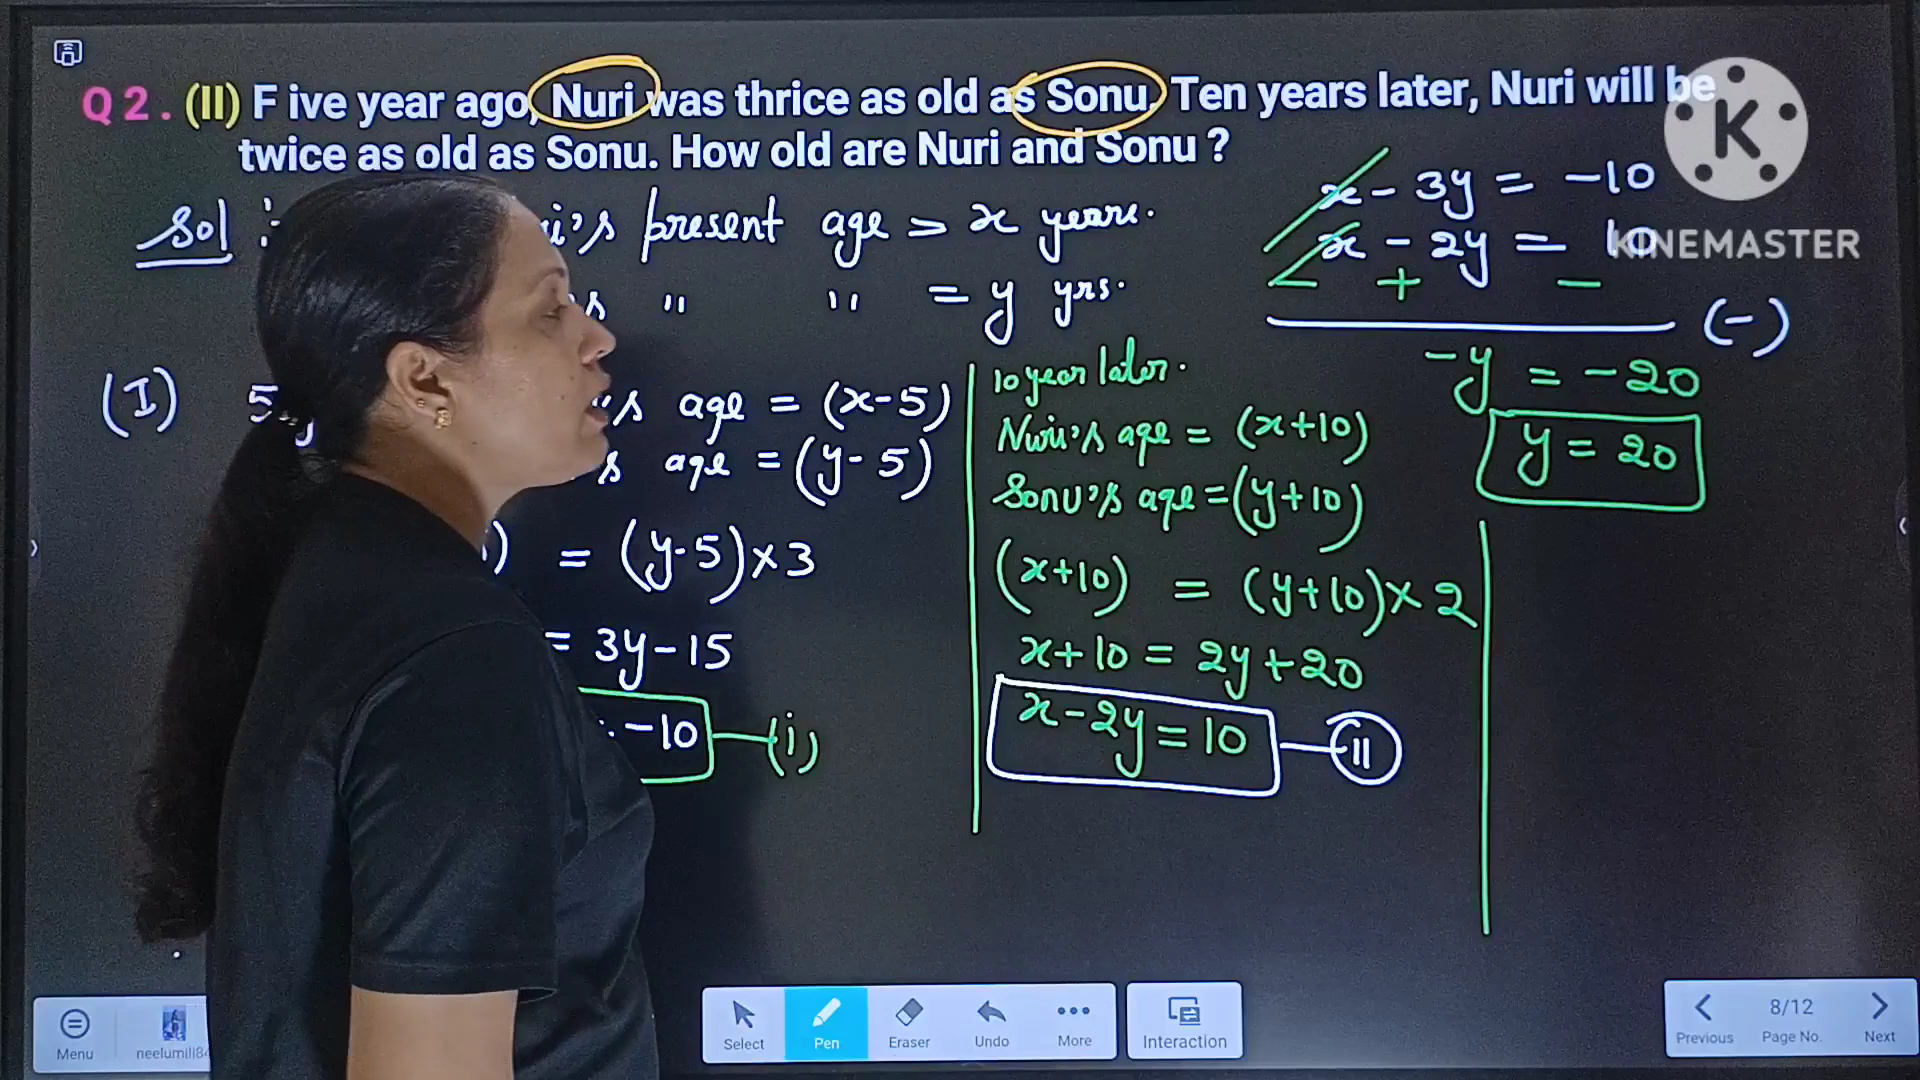 Q 2 . (II) F ive year ago, Nuri was thrice as old as Sonu. Ten years later, Nuri will be
twice as old as Sonu. How old are Nuri and Sonu ?
Sol :- 's present age = x years.
's " " = y yrs.
(I) 5 y 's age = (x-5)
's age = (y-5)
) = (y-5)×3
= 3y-15
-10 (i)
10 year later.
Nuri's age = (x+10)
Sonu's age = (y+10)
(x+10) = (y+10)×2
x+10 = 2y+20
x-2y = 10 (II)
x - 3y = -10
x - 2y = 10
- + -
(-)
-y = -20
y = 20
K
KINEMASTER
Menu
Select
Pen
Eraser
Undo
More
Interaction
Previous
8/12
Page No.
Next